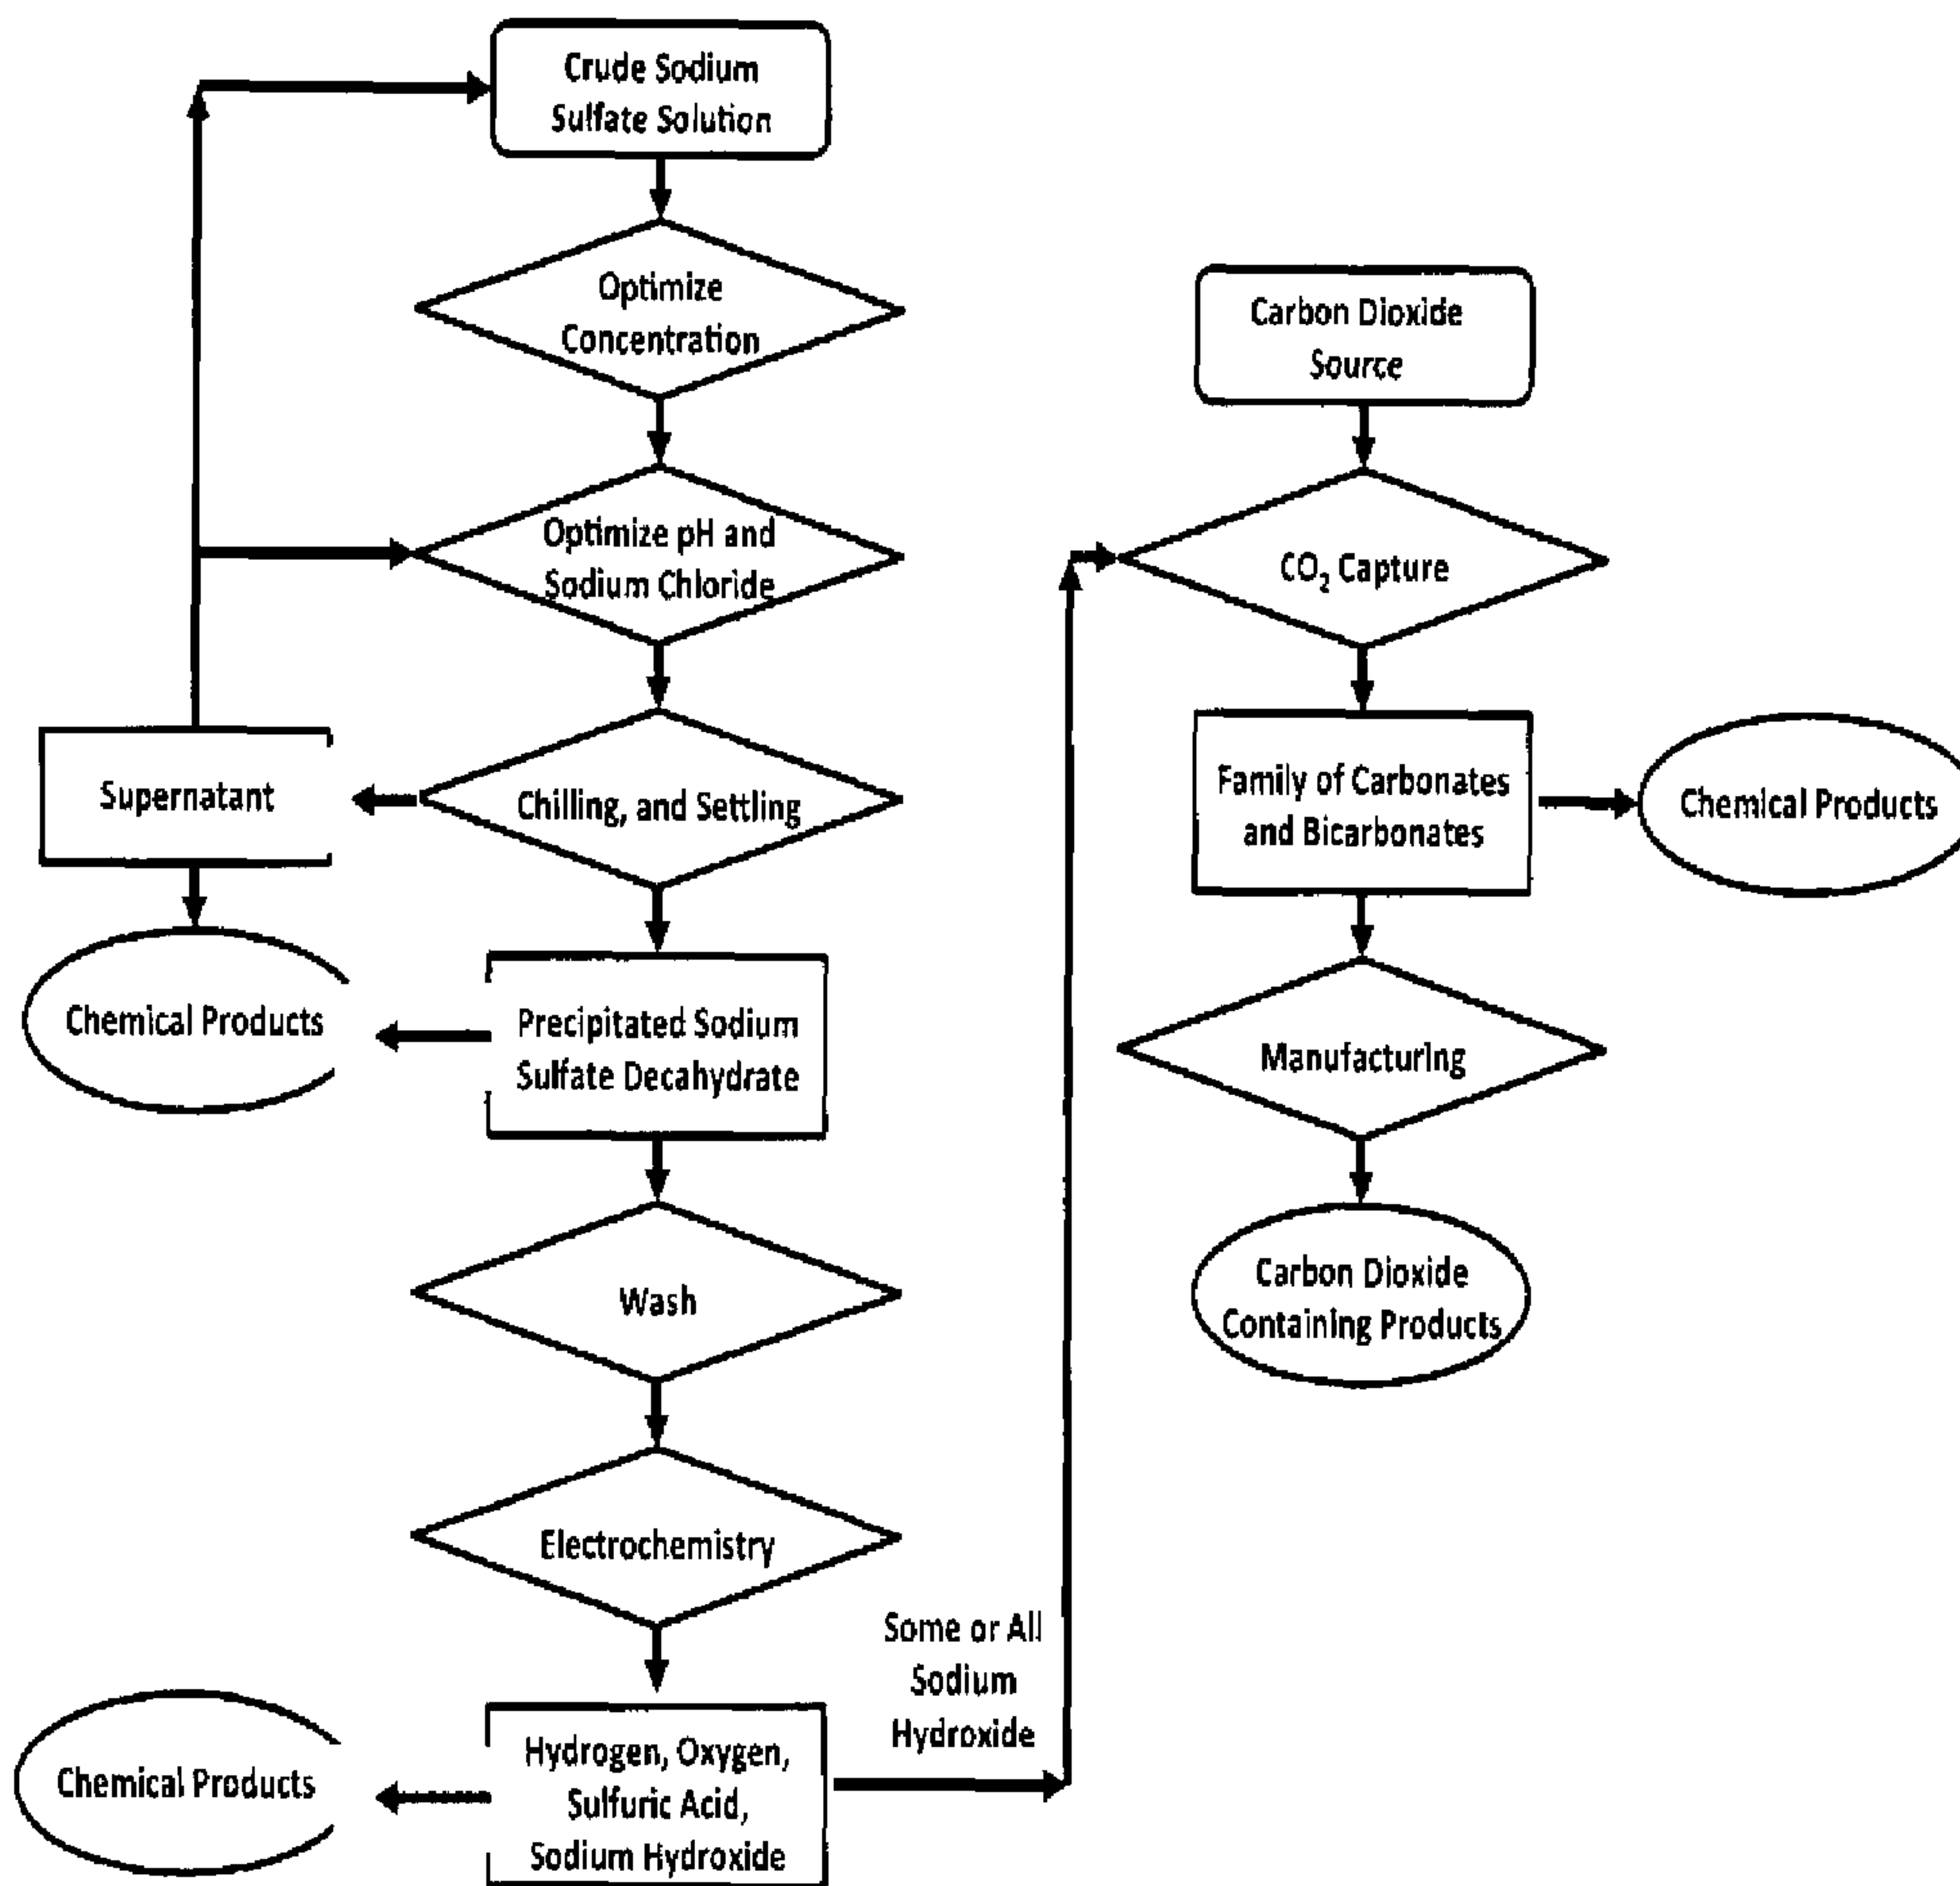 Crude Sodium
Sulfate Solution
Optimize
Concentration
Optimize pH and
Sodium Chloride
Chilling, and Settling
Supernatant
Chemical Products
Precipitated Sodium
Sulfate Decahydrate
Wash
Electrochemistry
Hydrogen, Oxygen,
Sulfuric Acid,
Sodium Hydroxide
Chemical Products
Some or All
Sodium
Hydroxide
Carbon Dioxide
Source
CO₂ Capture
Family of Carbonates
and Bicarbonates
Chemical Products
Manufacturing
Carbon Dioxide
Containing Products